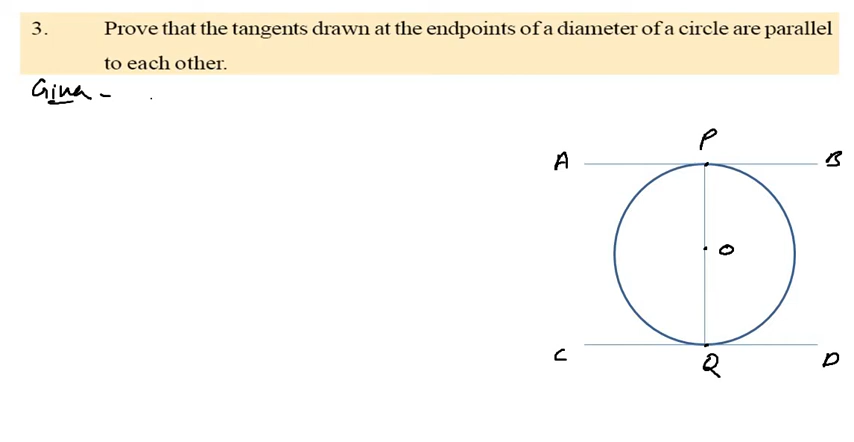 3. Prove that the tangents drawn at the endpoints of a diameter of a circle are parallel
to each other.
Given -
P
A B
O
C D
Q